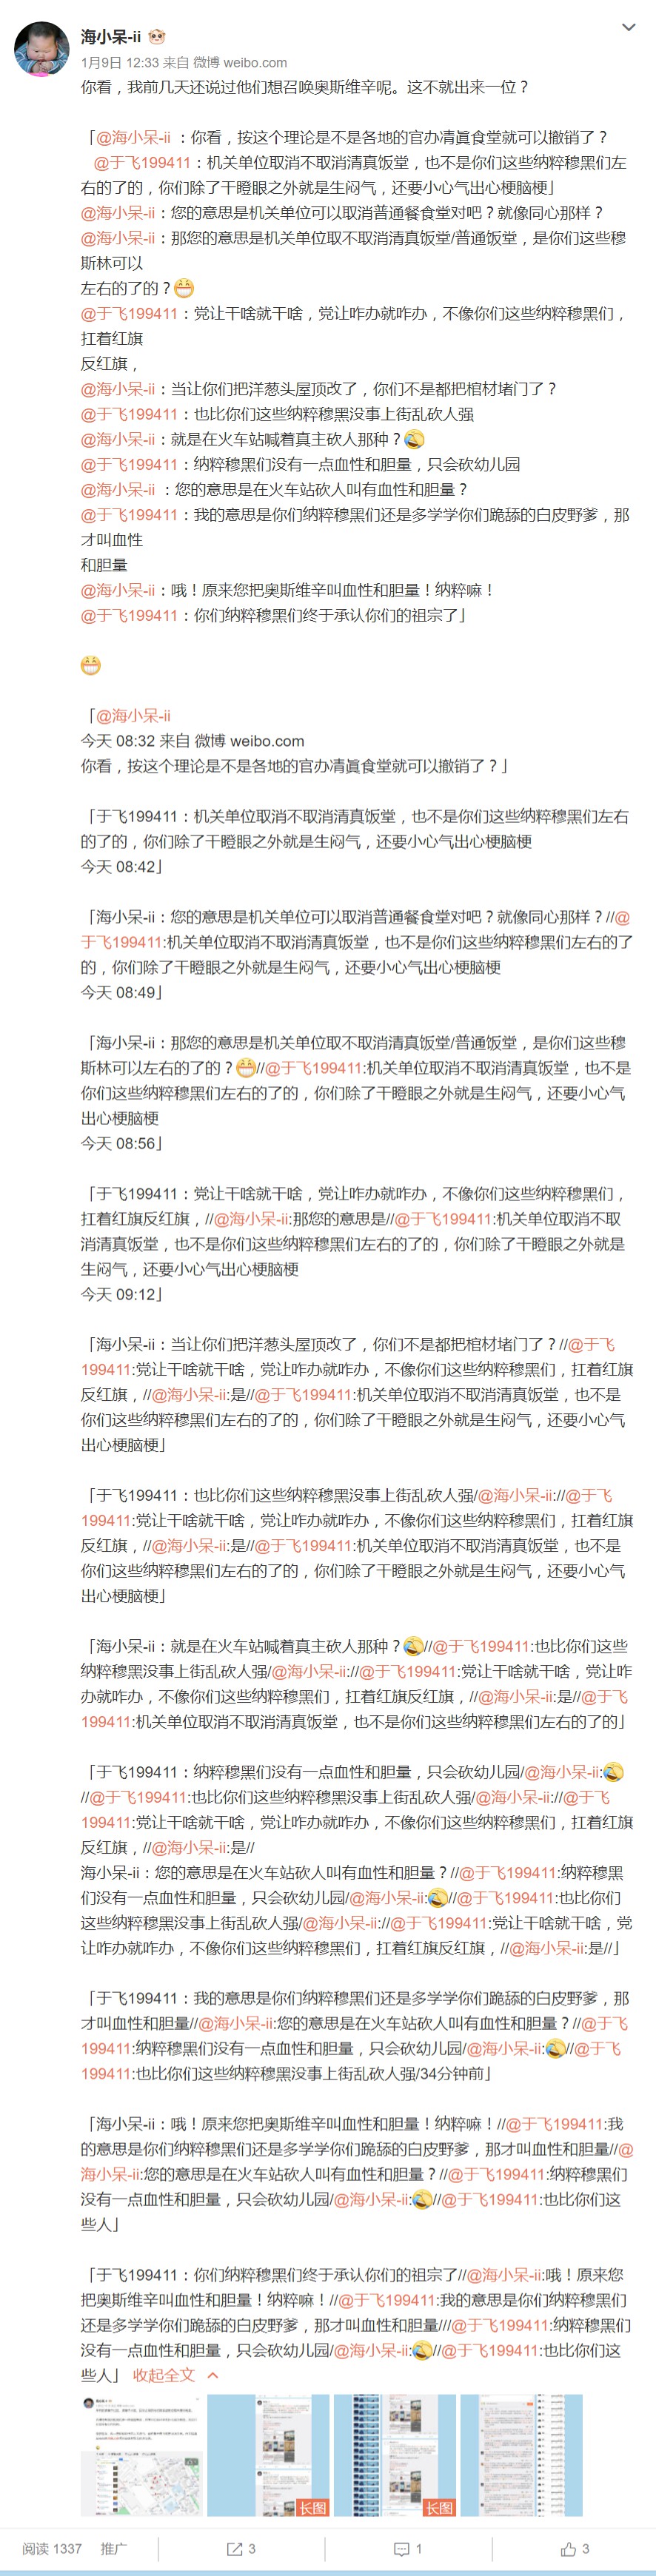 海小呆-ii
1月9日 12:33 来自 微博 weibo.com
你看，我前几天还说过他们想召唤奥斯维辛呢。这不就出来一位？
「@海小呆-ii ：你看，按这个理论是不是各地的官办凊眞食堂就可以撤销了？
@于飞199411：机关单位取消不取消清真饭堂，也不是你们这些纳粹穆黑们左
右的了的，你们除了干瞪眼之外就是生闷气，还要小心气出心梗脑梗」
@海小呆-ii：您的意思是机关单位可以取消普通餐食堂对吧？就像同心那样？
@海小呆-ii：那您的意思是机关单位取不取消清真饭堂/普通饭堂，是你们这些穆
斯林可以
左右的了的？
@于飞199411：党让干啥就干啥，党让咋办就咋办，不像你们这些纳粹穆黑们，
扛着红旗
反红旗，
@海小呆-ii：当让你们把洋葱头屋顶改了，你们不是都把棺材堵门了？
@于飞199411：也比你们这些纳粹穆黑没事上街乱砍人强
@海小呆-ii：就是在火车站喊着真主砍人那种？
@于飞199411：纳粹穆黑们没有一点血性和胆量，只会砍幼儿园
@海小呆-ii ：您的意思是在火车站砍人叫有血性和胆量？
@于飞199411：我的意思是你们纳粹穆黑们还是多学学你们跪舔的白皮野爹，那
才叫血性
和胆量
@海小呆-ii：哦！原来您把奥斯维辛叫血性和胆量！纳粹嘛！
@于飞199411：你们纳粹穆黑们终于承认你们的祖宗了」
「@海小呆-ii
今天 08:32 来自 微博 weibo.com
你看，按这个理论是不是各地的官办凊眞食堂就可以撤销了？」
「于飞199411：机关单位取消不取消清真饭堂，也不是你们这些纳粹穆黑们左右
的了的，你们除了干瞪眼之外就是生闷气，还要小心气出心梗脑梗
今天 08:42」
「海小呆-ii：您的意思是机关单位可以取消普通餐食堂对吧？就像同心那样？//@
于飞199411:机关单位取消不取消清真饭堂，也不是你们这些纳粹穆黑们左右的了
的，你们除了干瞪眼之外就是生闷气，还要小心气出心梗脑梗
今天 08:49」
「海小呆-ii：那您的意思是机关单位取不取消清真饭堂/普通饭堂，是你们这些穆
斯林可以左右的了的？//@于飞199411:机关单位取消不取消清真饭堂，也不是
你们这些纳粹穆黑们左右的了的，你们除了干瞪眼之外就是生闷气，还要小心气
出心梗脑梗
今天 08:56」
「于飞199411：党让干啥就干啥，党让咋办就咋办，不像你们这些纳粹穆黑们，
扛着红旗反红旗，//@海小呆-ii:那您的意思是//@于飞199411:机关单位取消不取
消清真饭堂，也不是你们这些纳粹穆黑们左右的了的，你们除了干瞪眼之外就是
生闷气，还要小心气出心梗脑梗
今天 09:12」
「海小呆-ii：当让你们把洋葱头屋顶改了，你们不是都把棺材堵门了？//@于飞
199411:党让干啥就干啥，党让咋办就咋办，不像你们这些纳粹穆黑们，扛着红旗
反红旗，//@海小呆-ii:是//@于飞199411:机关单位取消不取消清真饭堂，也不是
你们这些纳粹穆黑们左右的了的，你们除了干瞪眼之外就是生闷气，还要小心气
出心梗脑梗」
「于飞199411：也比你们这些纳粹穆黑没事上街乱砍人强/@海小呆-ii://@于飞
199411:党让干啥就干啥，党让咋办就咋办，不像你们这些纳粹穆黑们，扛着红旗
反红旗，//@海小呆-ii:是//@于飞199411:机关单位取消不取消清真饭堂，也不是
你们这些纳粹穆黑们左右的了的，你们除了干瞪眼之外就是生闷气，还要小心气
出心梗脑梗」
「海小呆-ii：就是在火车站喊着真主砍人那种？//@于飞199411:也比你们这些
纳粹穆黑没事上街乱砍人强/@海小呆-ii://@于飞199411:党让干啥就干啥，党让咋
办就咋办，不像你们这些纳粹穆黑们，扛着红旗反红旗，//@海小呆-ii:是//@于飞
199411:机关单位取消不取消清真饭堂，也不是你们这些纳粹穆黑们左右的了的」
「于飞199411：纳粹穆黑们没有一点血性和胆量，只会砍幼儿园/@海小呆-ii:
//@于飞199411:也比你们这些纳粹穆黑没事上街乱砍人强/@海小呆-ii://@于飞
199411:党让干啥就干啥，党让咋办就咋办，不像你们这些纳粹穆黑们，扛着红旗
反红旗，//@海小呆-ii:是//
海小呆-ii：您的意思是在火车站砍人叫有血性和胆量？//@于飞199411:纳粹穆黑
们没有一点血性和胆量，只会砍幼儿园/@海小呆-ii://@于飞199411:也比你们
这些纳粹穆黑没事上街乱砍人强/@海小呆-ii://@于飞199411:党让干啥就干啥，党
让咋办就咋办，不像你们这些纳粹穆黑们，扛着红旗反红旗，//@海小呆-ii:是//」
「于飞199411：我的意思是你们纳粹穆黑们还是多学学你们跪舔的白皮野爹，那
才叫血性和胆量//@海小呆-ii:您的意思是在火车站砍人叫有血性和胆量？//@于飞
199411:纳粹穆黑们没有一点血性和胆量，只会砍幼儿园/@海小呆-ii://@于飞
199411:也比你们这些纳粹穆黑没事上街乱砍人强/34分钟前」
「海小呆-ii：哦！原来您把奥斯维辛叫血性和胆量！纳粹嘛！//@于飞199411:我
的意思是你们纳粹穆黑们还是多学学你们跪舔的白皮野爹，那才叫血性和胆量//@
海小呆-ii:您的意思是在火车站砍人叫有血性和胆量？//@于飞199411:纳粹穆黑们
没有一点血性和胆量，只会砍幼儿园/@海小呆-ii://@于飞199411:也比你们这
些人」
「于飞199411：你们纳粹穆黑们终于承认你们的祖宗了//@海小呆-ii:哦！原来您
把奥斯维辛叫血性和胆量！纳粹嘛！//@于飞199411:我的意思是你们纳粹穆黑们
还是多学学你们跪舔的白皮野爹，那才叫血性和胆量///@于飞199411:纳粹穆黑们
没有一点血性和胆量，只会砍幼儿园/@海小呆-ii://@于飞199411:也比你们这
些人」 收起全文
长图
长图
阅读 1337 推广 3 1 3